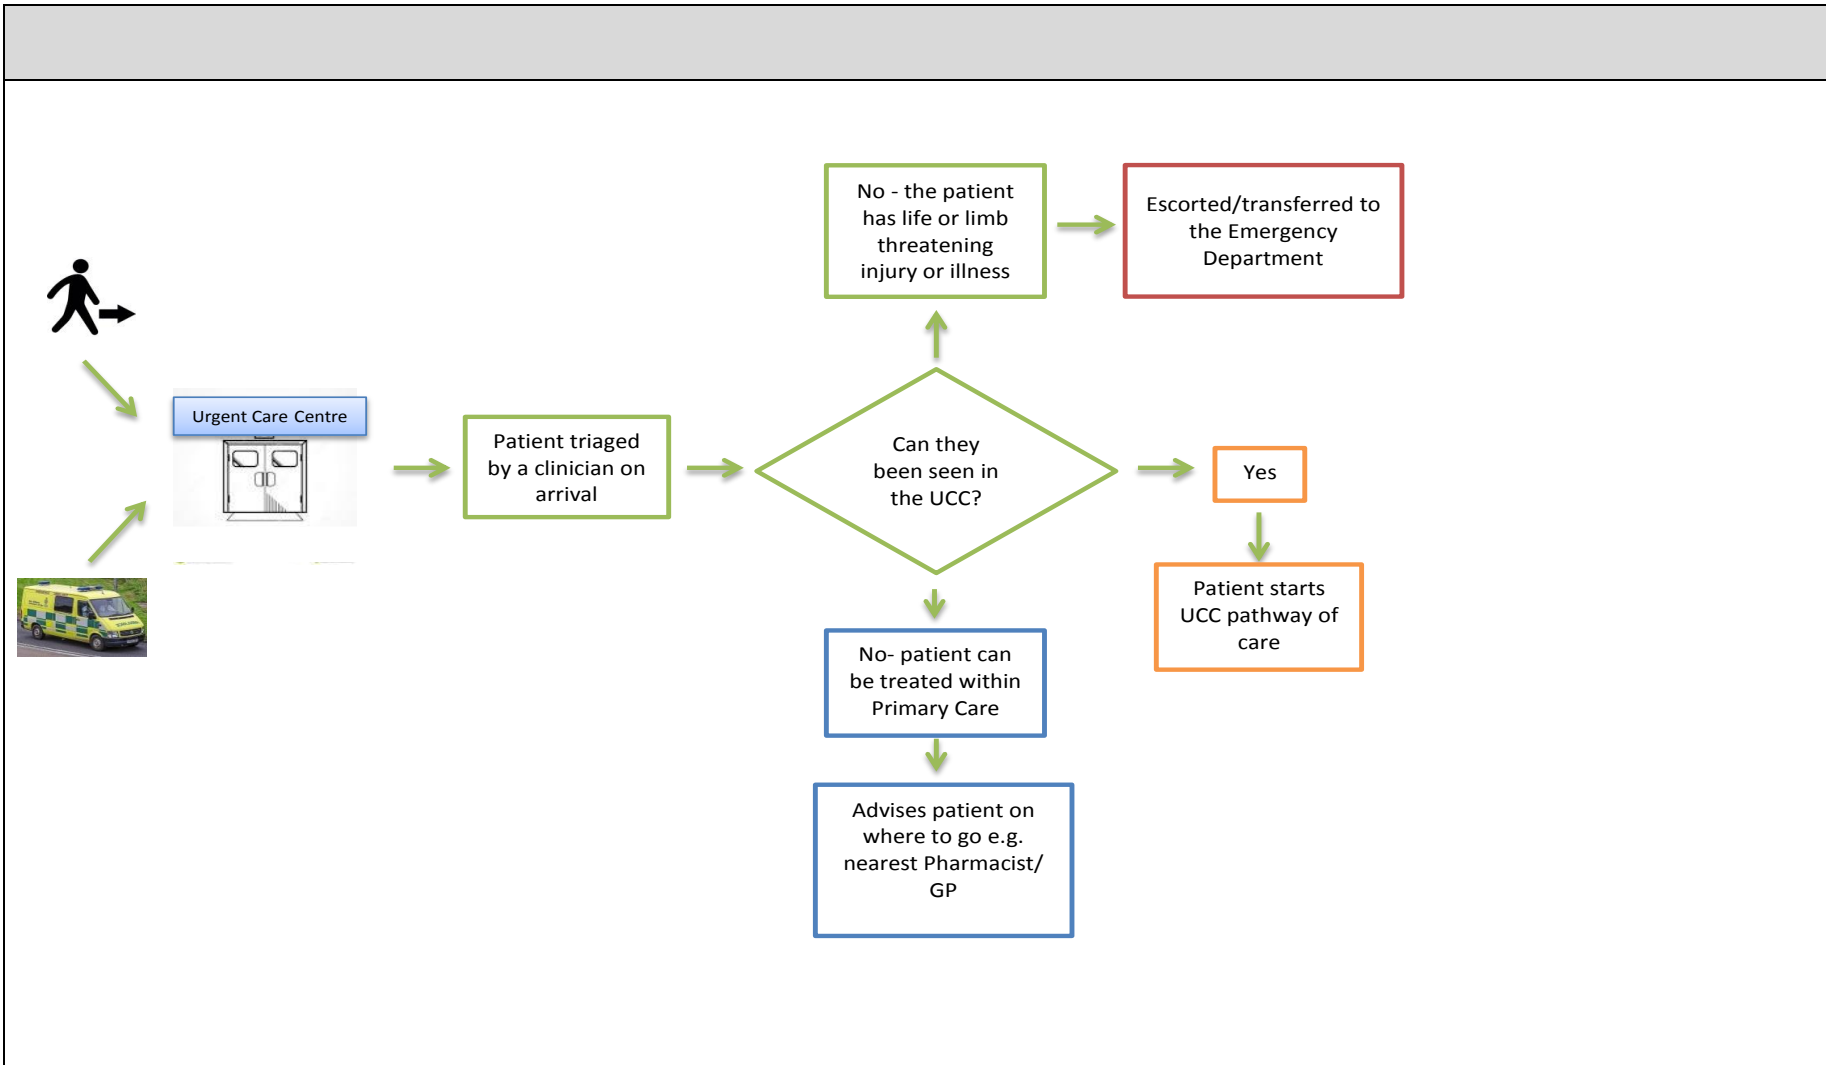 No - the patient
has life or limb
threatening
injury or illness
Escorted/transferred to
the Emergency
Department
Urgent Care Centre
Patient triaged
by a clinician on
arrival
Can they
been seen in
the UCC?
Yes
Patient starts
UCC pathway of
care
No- patient can
be treated within
Primary Care
Advises patient on
where to go e.g.
nearest Pharmacist/
GP